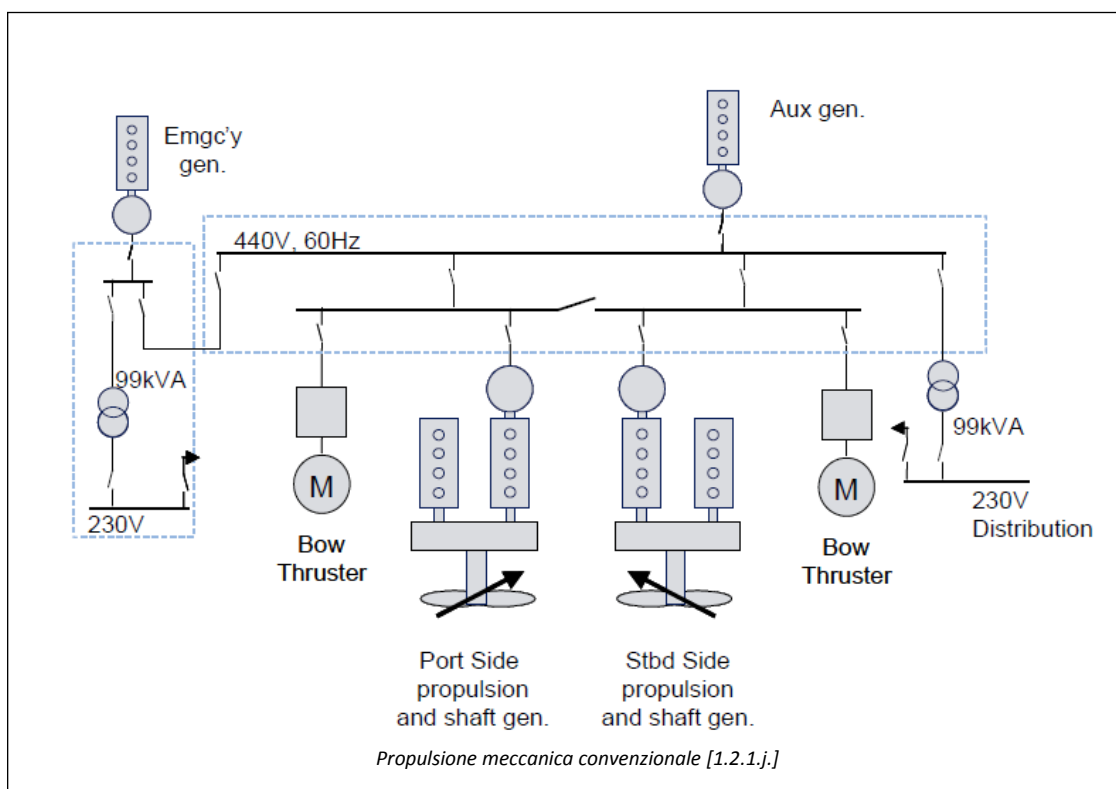 Emgc'y
gen.
Aux gen.
440V, 60Hz
99kVA
230V
M
Bow
Thruster
Port Side
propulsion
and shaft gen.
Stbd Side
propulsion
and shaft gen.
M
Bow
Thruster
99kVA
230V
Distribution
Propulsione meccanica convenzionale [1.2.1.j.]